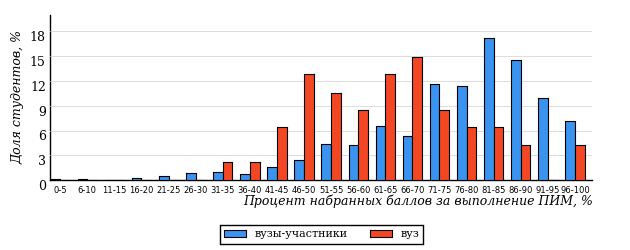 Доля студентов, %
18
15
12
9
6
3
0
0-5 6-10 11-15 16-20 21-25 26-30 31-35 36-40 41-45 46-50 51-55 56-60 61-65 66-70 71-75 76-80 81-85 86-90 91-95 96-100
Процент набранных баллов за выполнение ПИМ, %
вузы-участники вуз